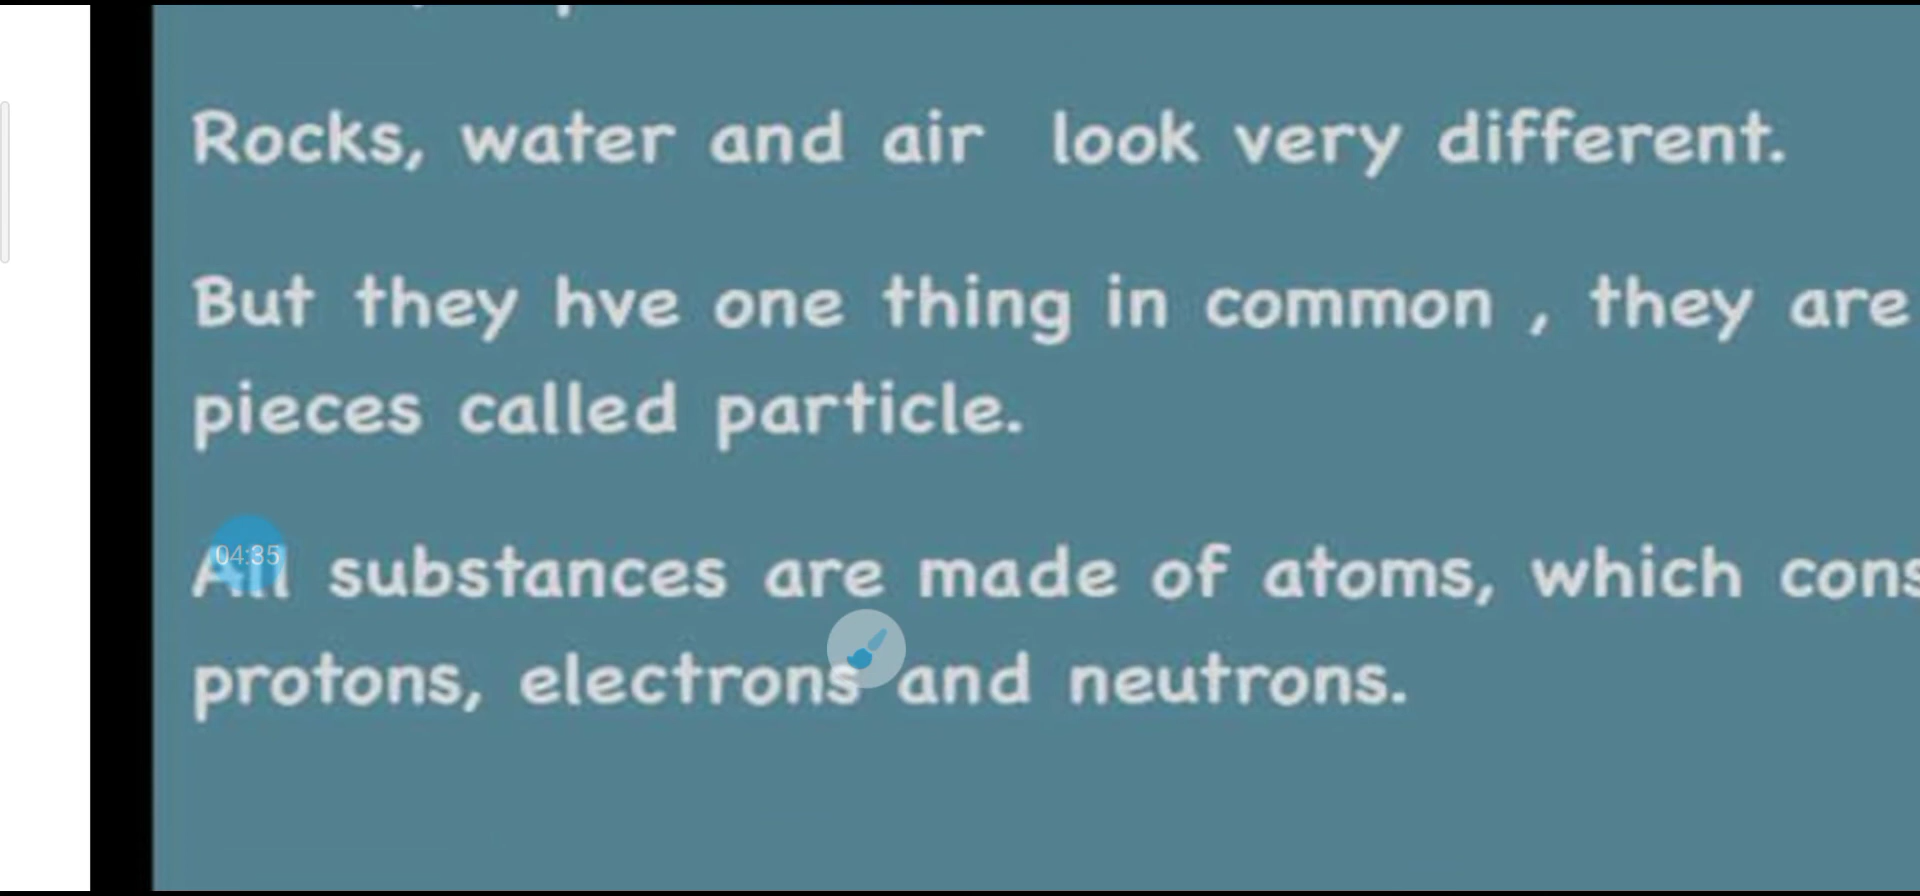 Rocks, water and air look very different.
But they hve one thing in common , they are
pieces called particle.
04:35
All substances are made of atoms, which cons
protons, electrons and neutrons.